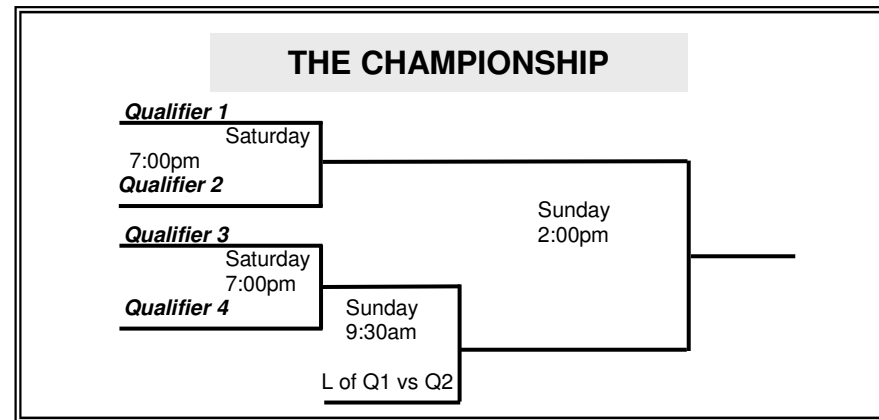 THE CHAMPIONSHIP
Qualifier 1
Saturday
7:00pm
Qualifier 2
Qualifier 3
Saturday
7:00pm
Qualifier 4
Sunday
9:30am
L of Q1 vs Q2
Sunday
2:00pm